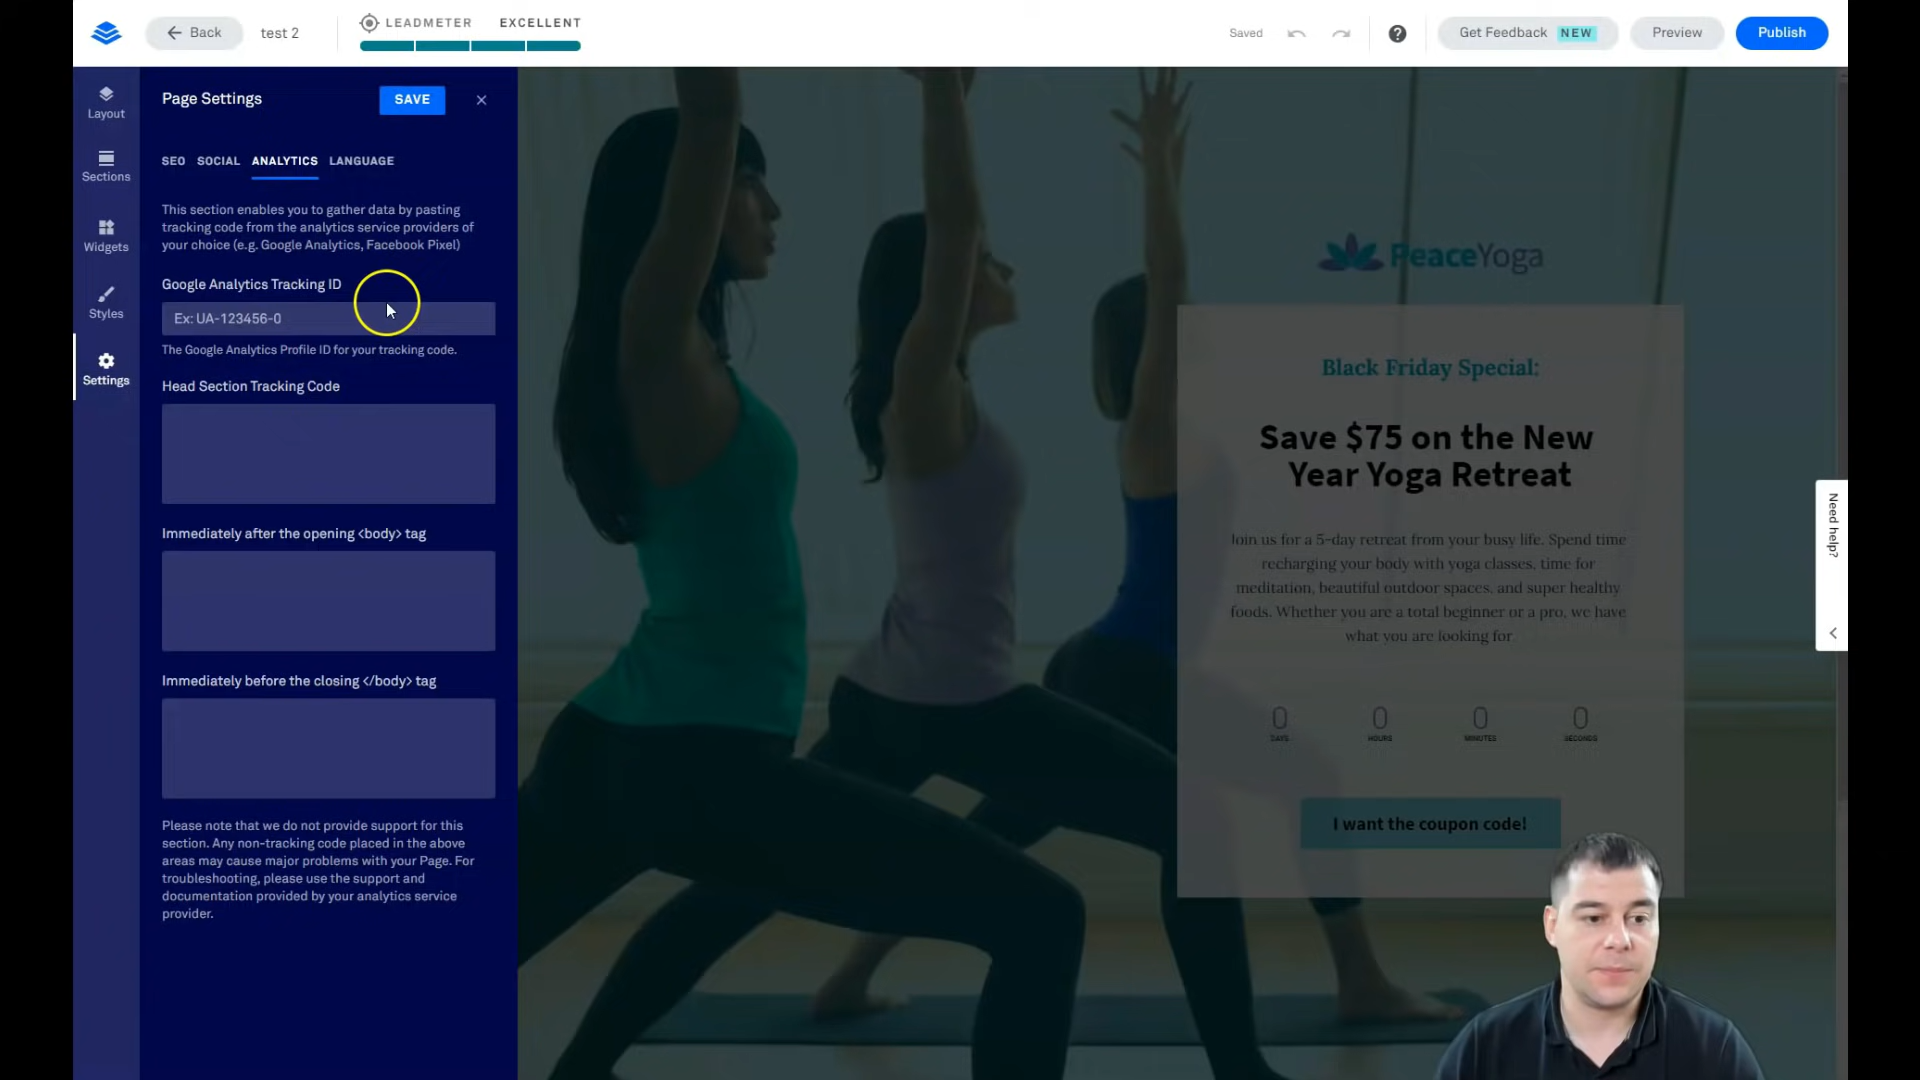 Back
test 2
LEADMETER EXCELLENT
Saved
Get Feedback NEW
Preview
Publish
Layout
Sections
Widgets
Styles
Settings
Page Settings
SAVE
SEO SOCIAL ANALYTICS LANGUAGE
This section enables you to gather data by pasting
tracking code from the analytics service providers of
your choice (e.g. Google Analytics, Facebook Pixel)
Google Analytics Tracking ID
Ex: UA-123456-0
The Google Analytics Profile ID for your tracking code.
Head Section Tracking Code
Immediately after the opening <body> tag
Immediately before the closing </body> tag
Please note that we do not provide support for this
section. Any non-tracking code placed in the above
areas may cause major problems with your Page. For
troubleshooting, please use the support and
documentation provided by your analytics service
provider.
PeaceYoga
Black Friday Special:
Save $75 on the New
Year Yoga Retreat
Join us for a 5-day retreat from your busy life. Spend time
recharging your body with yoga classes, time for
meditation, beautiful outdoor spaces, and super healthy
foods. Whether you are a total beginner or a pro, we have
what you are looking for
0 0 0 0
DAYS HOURS MINUTES SECONDS
I want the coupon code!
Need help?